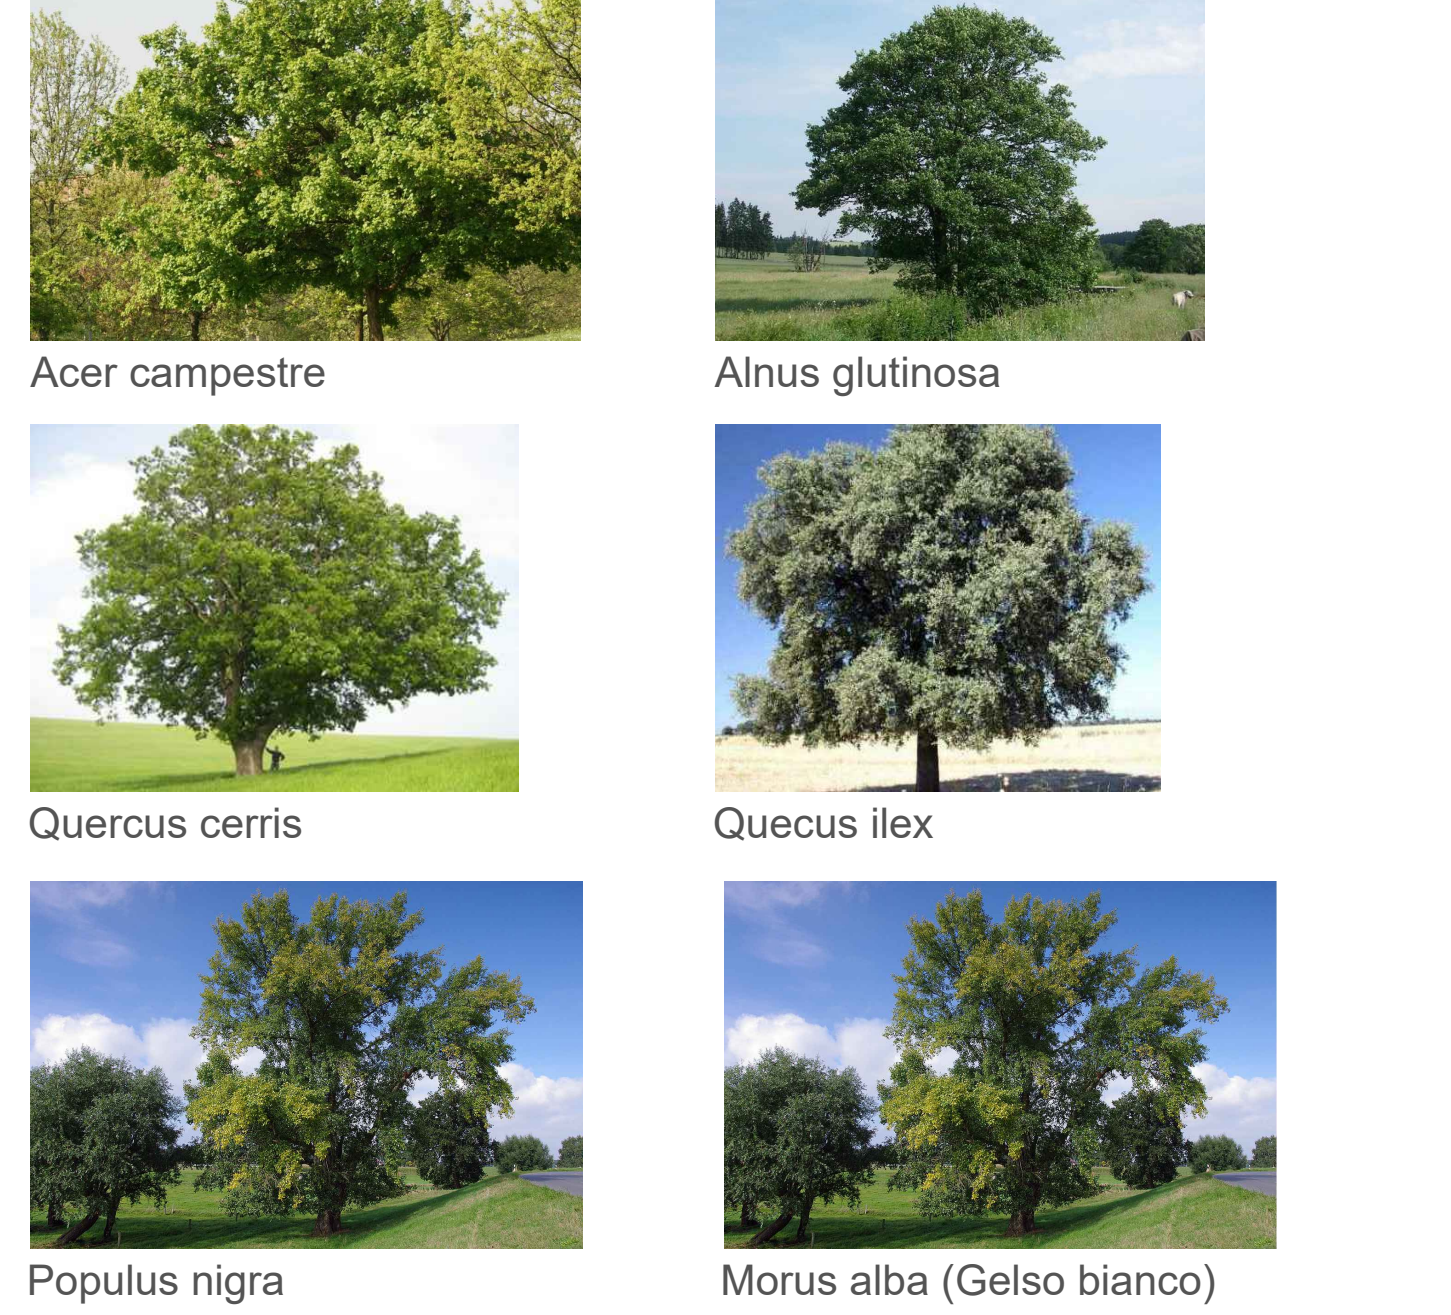 Acer campestre
Alnus glutinosa
Quercus cerris
Quecus ilex
Populus nigra
Morus alba (Gelso bianco)